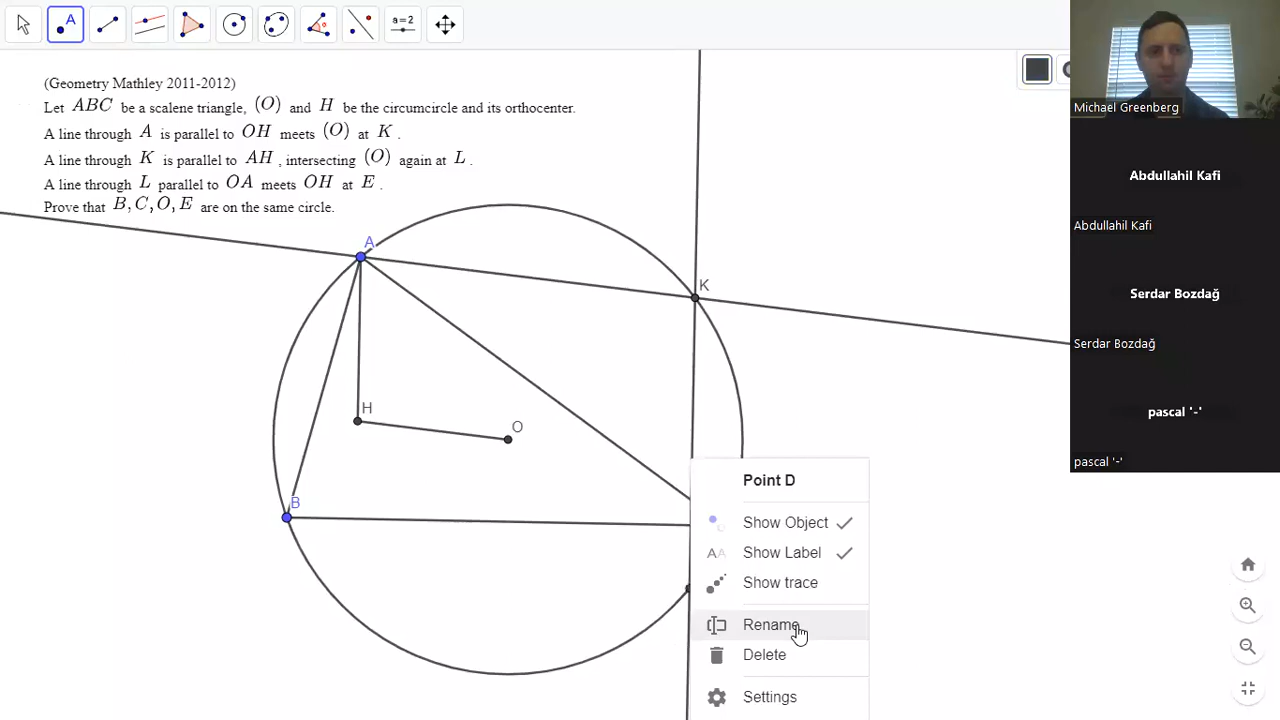 A
a=2
(Geometry Mathley 2011-2012)
Let ABC be a scalene triangle, (O) and H be the circumcircle and its orthocenter.
A line through A is parallel to OH meets (O) at K .
A line through K is parallel to AH , intersecting (O) again at L .
A line through L parallel to OA meets OH at E .
Prove that B, C, O, E are on the same circle.
A
K
H
O
B
Point D
Show Object
AA Show Label
Show trace
Rename
Delete
Settings
Michael Greenberg
Abdullahil Kafi
Abdullahil Kafi
Serdar Bozdağ
Serdar Bozdağ
pascal '-'
pascal '-'